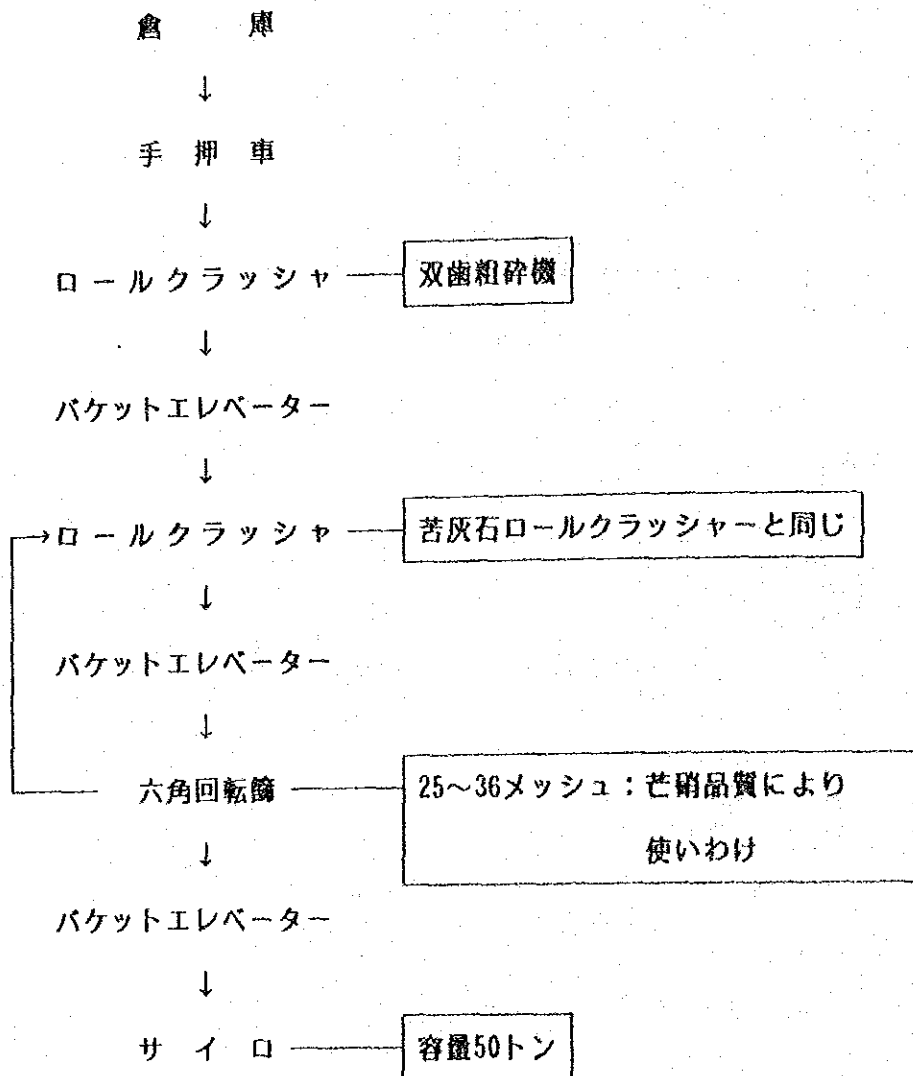 倉 庫
↓
手 押 車
↓
ロ ー ル ク ラ ッ シ ャ 双歯粗砕機
↓
バケットエレベーター
↓
→ロ ー ル ク ラ ッ シ ャ 苦灰石ロールクラッシャーと同じ
↓
バケットエレベーター
↓
六角回転篩 25～36メッシュ：芒硝品質により
使いわけ
↓
バケットエレベーター
↓
サ イ ロ 容量50トン